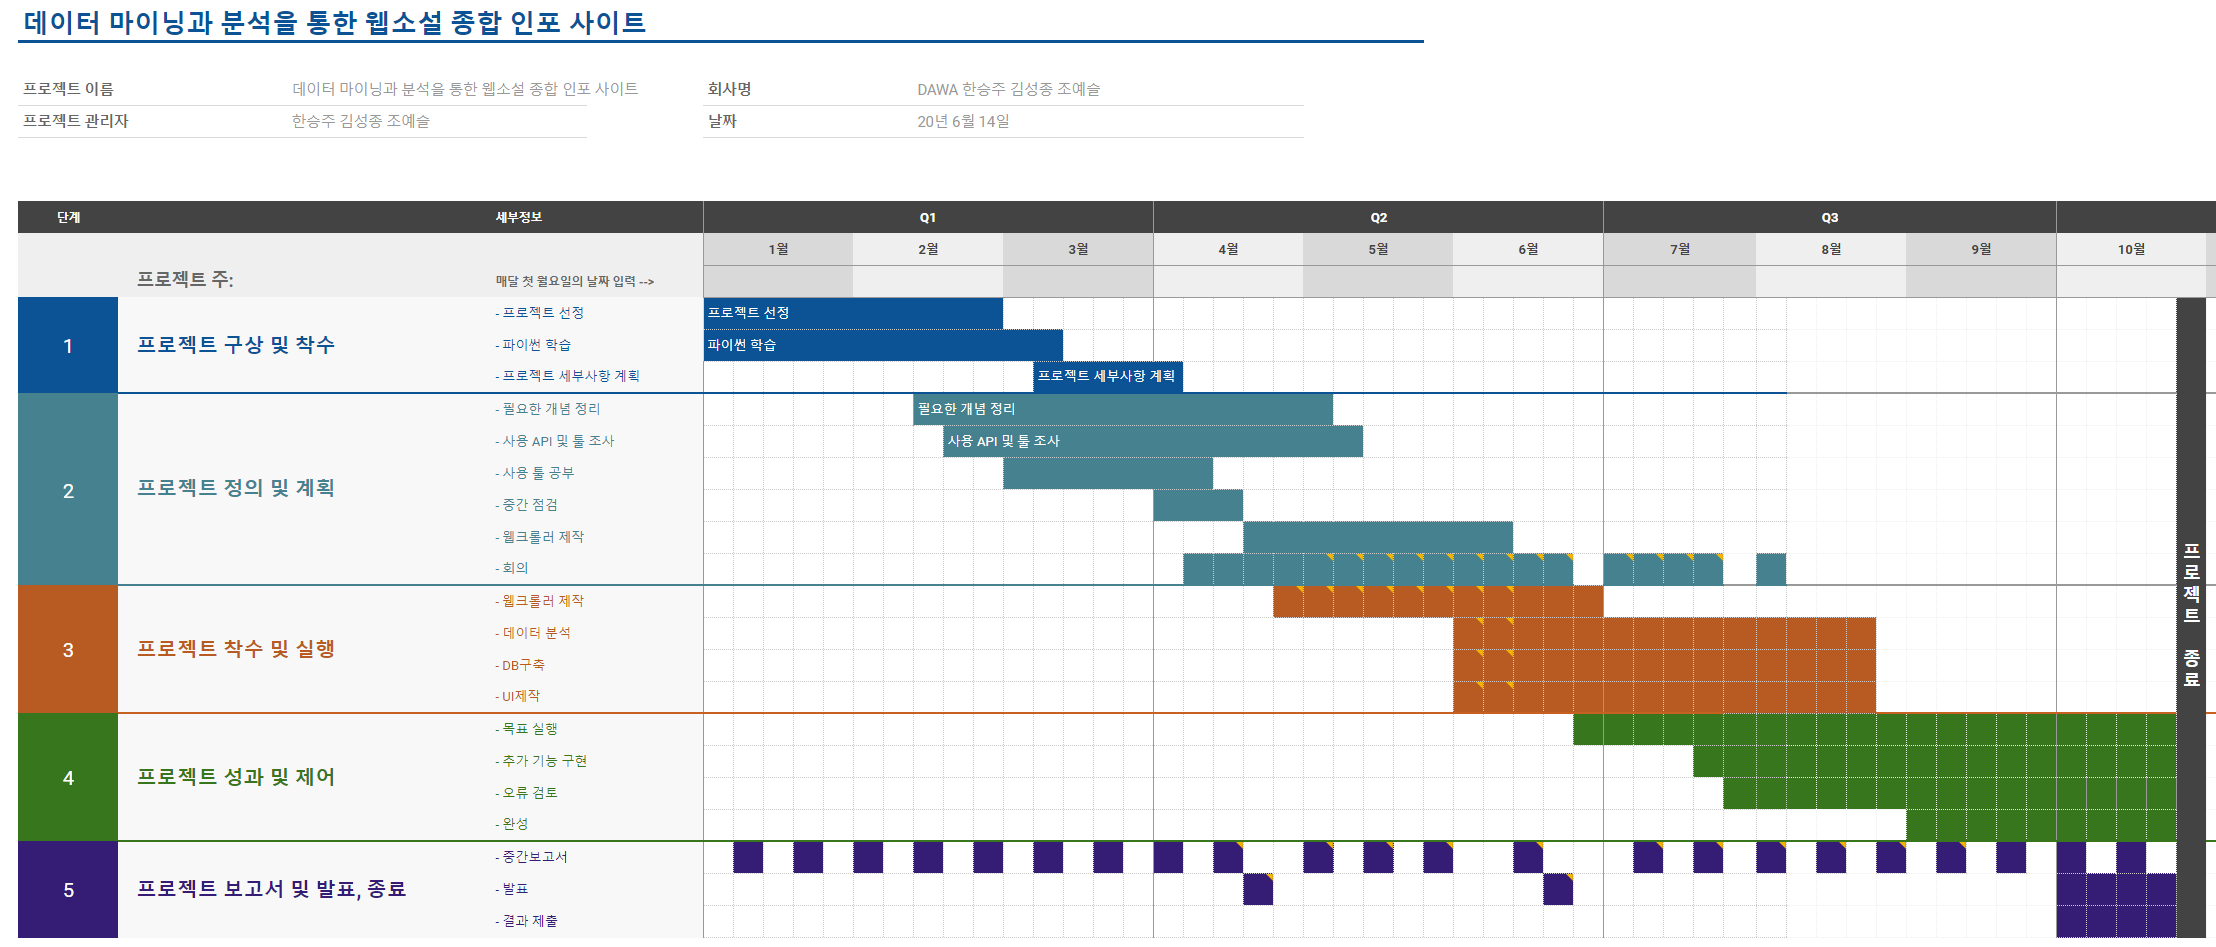 데이터 마이닝과 분석을 통한 웹소설 종합 인포 사이트
프로젝트 이름 데이터 마이닝과 분석을 통한 웹소설 종합 인포 사이트 회사명 DAWA 한승주 김성종 조예슬
프로젝트 관리자 한승주 김성종 조예슬 날짜 20년 6월 14일
단계 세부정보 Q1 Q2 Q3
1월 2월 3월 4월 5월 6월 7월 8월 9월 10월
프로젝트 주: 매달 첫 월요일의 날짜 입력 -->
1 프로젝트 구상 및 착수
- 프로젝트 선정 프로젝트 선정
- 파이썬 학습 파이썬 학습
- 프로젝트 세부사항 계획 프로젝트 세부사항 계획
2 프로젝트 정의 및 계획
- 필요한 개념 정리 필요한 개념 정리
- 사용 API 및 툴 조사 사용 API 및 툴 조사
- 사용 툴 공부
- 중간 점검
- 웹크롤러 제작
- 회의
3 프로젝트 착수 및 실행
- 웹크롤러 제작
- 데이터 분석
- DB구축
- UI제작
4 프로젝트 성과 및 제어
- 목표 실행
- 추가 기능 구현
- 오류 검토
- 완성
5 프로젝트 보고서 및 발표, 종료
- 중간보고서
- 발표
- 결과 제출
프로젝트 종료